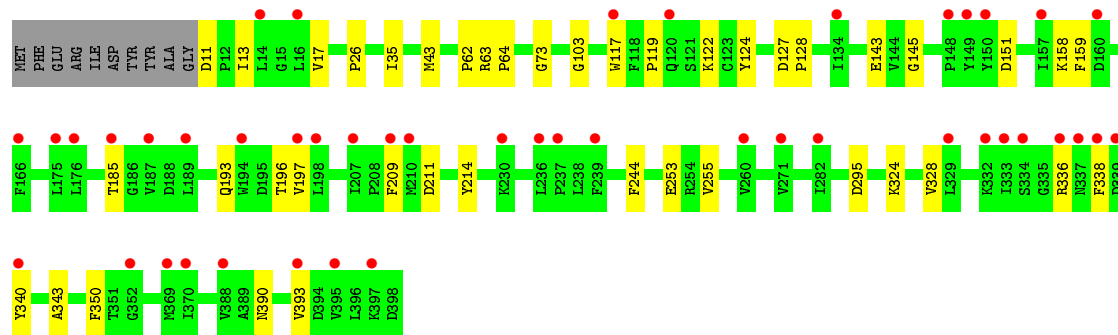 MET PHE GLU ARG ILE ASP TYR TYR ALA GLY D11 P12 I13 L14 G15 L16 V17 P26 I35 M43 P62 R63 P64 G73 G103 W117 F118 P119 Q120 S121 K122 C123 Y124 D127 P128 I134 E143 V144 G145 P148 Y149 Y150 D151 I157 K158 F159 D160
F166 L175 L176 T185 G186 V187 D188 L189 Q193 W194 D195 T196 V197 L198 I207 P208 F209 M210 D211 Y214 K230 L236 P237 L238 F239 F244 E253 R254 V255 V260 V271 I282 D295 K324 V328 L329 K332 I333 S334 G335 R336 N337 F338
Y340 A343 F350 T351 G352 M369 I370 V388 A389 N390 V393 D394 V395 L396 K397 D398